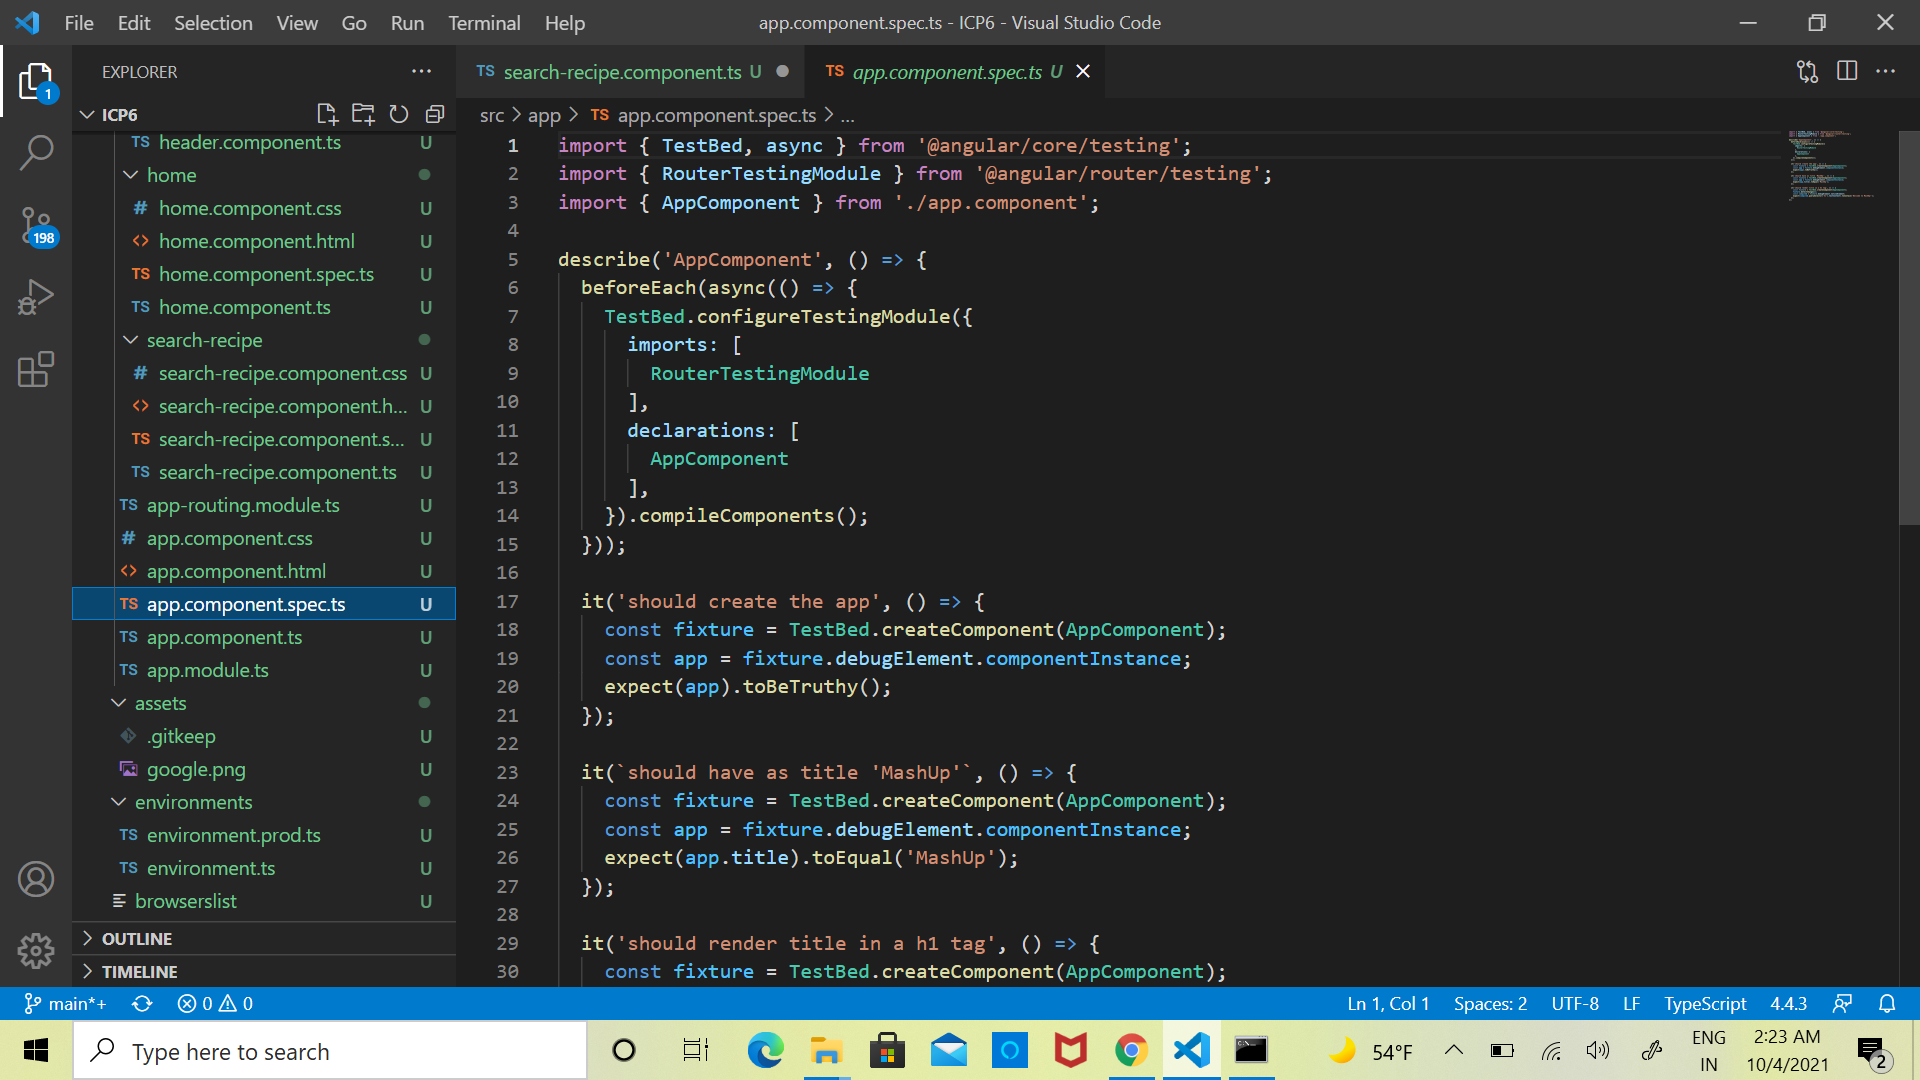 File Edit Selection View Go Run Terminal Help
app.component.spec.ts - ICP6 - Visual Studio Code
EXPLORER
1
198
ICP6
TS header.component.ts U
home
# home.component.css U
<> home.component.html U
TS home.component.spec.ts U
TS home.component.ts U
search-recipe
# search-recipe.component.css U
<> search-recipe.component.h... U
TS search-recipe.component.s... U
TS search-recipe.component.ts U
TS app-routing.module.ts U
# app.component.css U
<> app.component.html U
TS app.component.spec.ts U
TS app.component.ts U
TS app.module.ts U
assets
.gitkeep U
google.png U
environments
TS environment.prod.ts U
TS environment.ts U
browserslist U
OUTLINE
TIMELINE
TS search-recipe.component.ts U
TS app.component.spec.ts U
src > app > TS app.component.spec.ts > ...
1 import { TestBed, async } from '@angular/core/testing';
2 import { RouterTestingModule } from '@angular/router/testing';
3 import { AppComponent } from './app.component';
4
5 describe('AppComponent', () => {
6 beforeEach(async(() => {
7 TestBed.configureTestingModule({
8 imports: [
9 RouterTestingModule
10 ],
11 declarations: [
12 AppComponent
13 ],
14 }).compileComponents();
15 }));
16
17 it('should create the app', () => {
18 const fixture = TestBed.createComponent(AppComponent);
19 const app = fixture.debugElement.componentInstance;
20 expect(app).toBeTruthy();
21 });
22
23 it(`should have as title 'MashUp'`, () => {
24 const fixture = TestBed.createComponent(AppComponent);
25 const app = fixture.debugElement.componentInstance;
26 expect(app.title).toEqual('MashUp');
27 });
28
29 it('should render title in a h1 tag', () => {
30 const fixture = TestBed.createComponent(AppComponent);
main*+ 0 0
Ln 1, Col 1 Spaces: 2 UTF-8 LF TypeScript 4.4.3
Type here to search
54°F
ENG
IN
2:23 AM
10/4/2021
2